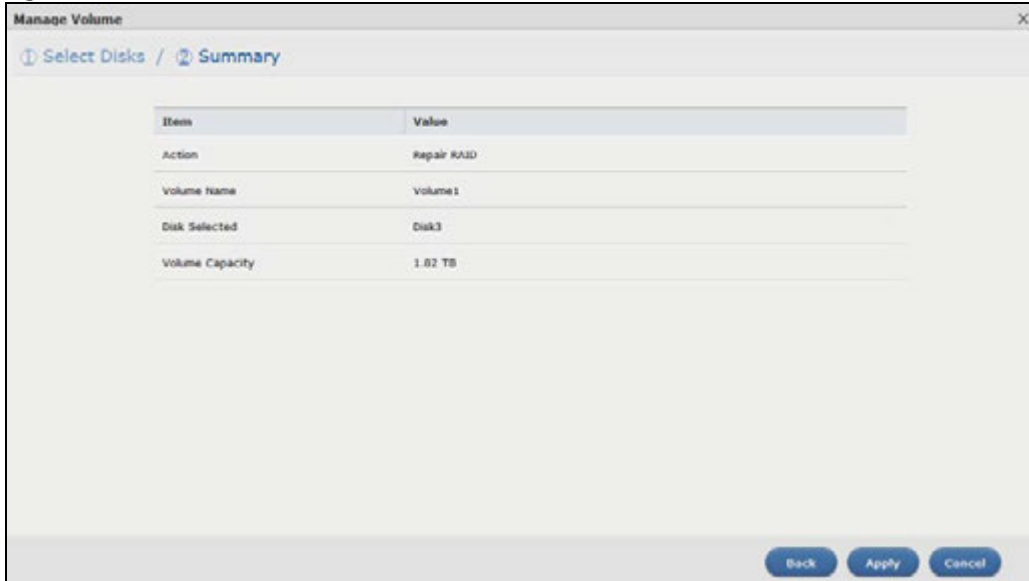 Manage Volume X
① Select Disks / ② Summary
Item Value
Action Repair RAID
Volume Name Volume1
Disk Selected Disk3
Volume Capacity 1.82 TB
Back Apply Cancel